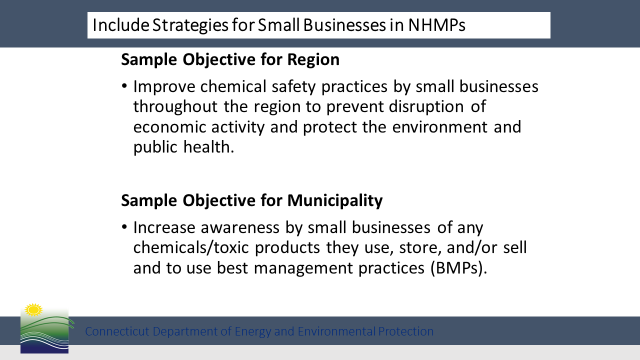 Include Strategies for Small Businesses in NHMPs
Sample Objective for Region
• Improve chemical safety practices by small businesses
throughout the region to prevent disruption of
economic activity and protect the environment and
public health.
Sample Objective for Municipality
• Increase awareness by small businesses of any
chemicals/toxic products they use, store, and/or sell
and to use best management practices (BMPs).
Connecticut Department of Energy and Environmental Protection